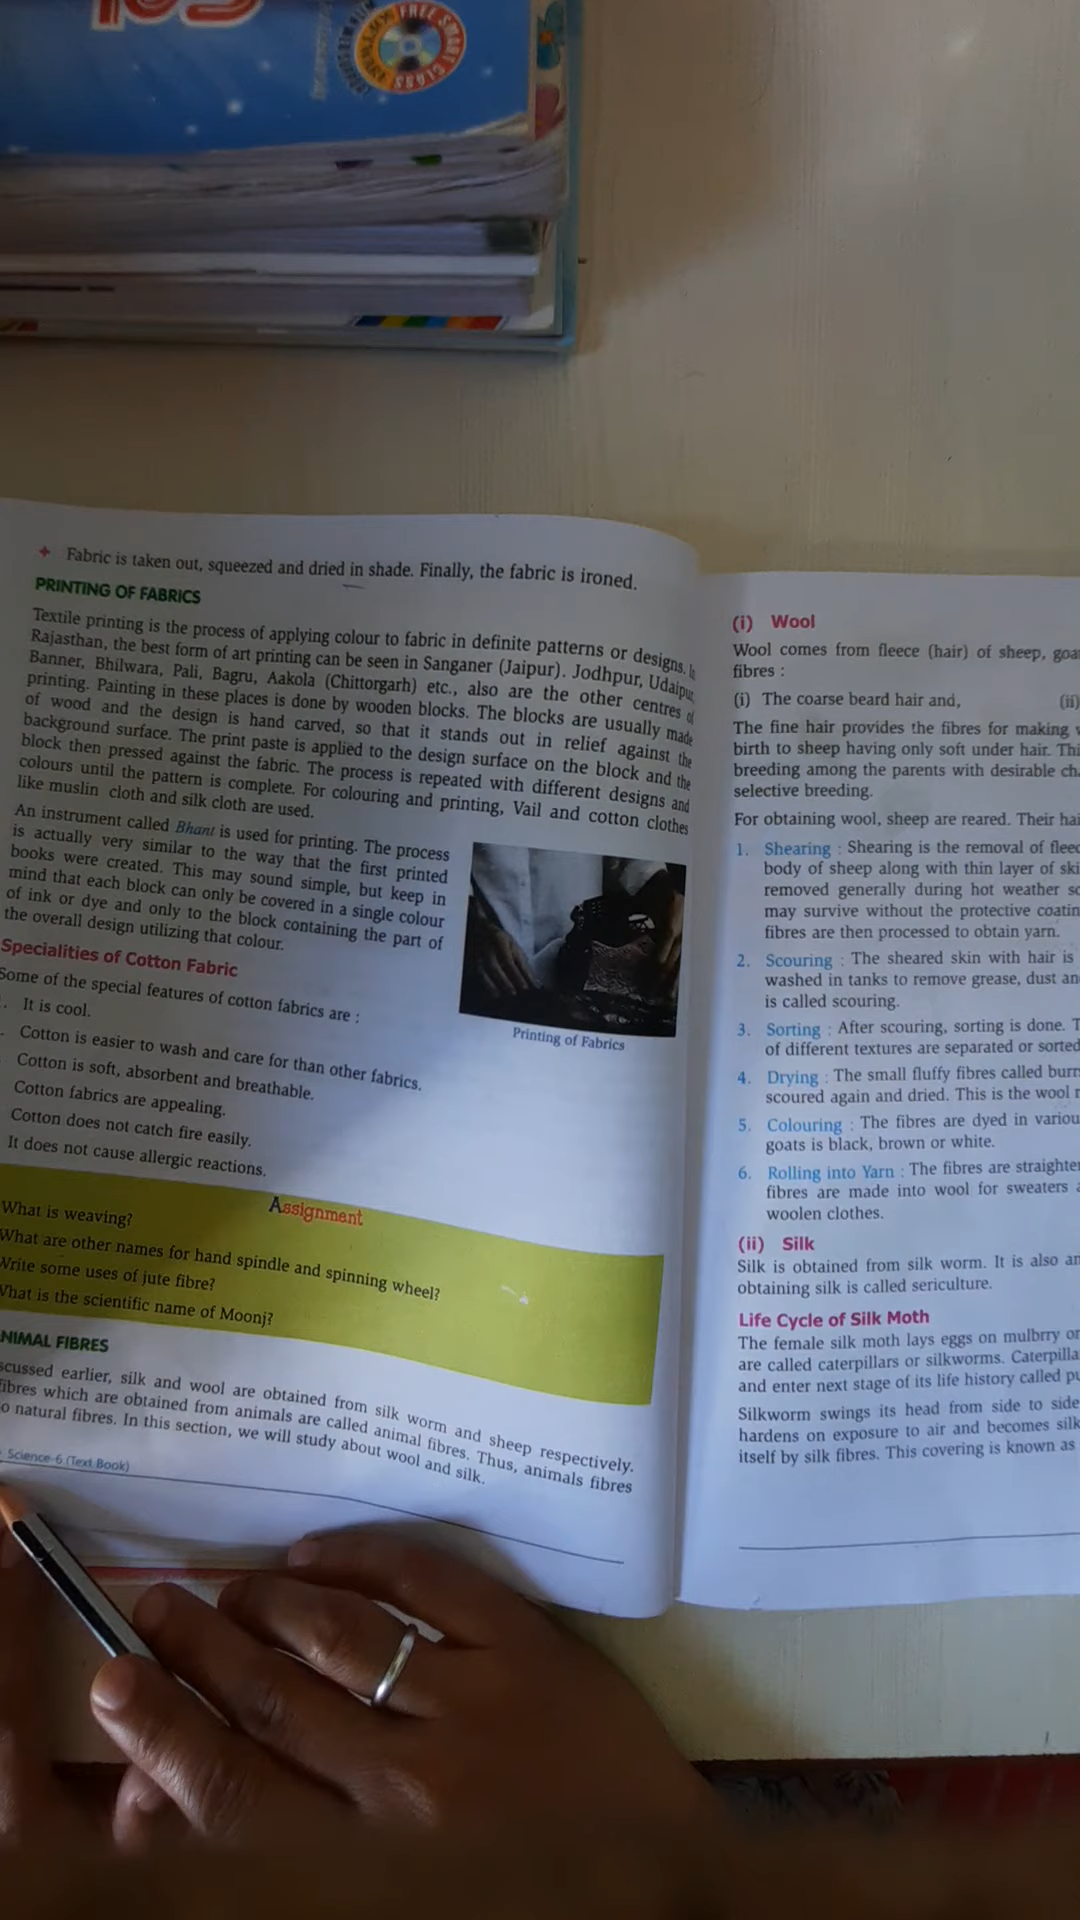 FREE SMART CLASS
✦ Fabric is taken out, squeezed and dried in shade. Finally, the fabric is ironed.
PRINTING OF FABRICS
Textile printing is the process of applying colour to fabric in definite patterns or designs. In
Rajasthan, the best form of art printing can be seen in Sanganer (Jaipur). Jodhpur, Udaipur,
Banner, Bhilwara, Pali, Bagru, Aakola (Chittorgarh) etc., also are the other centres of
printing. Painting in these places is done by wooden blocks. The blocks are usually made
of wood and the design is hand carved, so that it stands out in relief against the
background surface. The print paste is applied to the design surface on the block and the
block then pressed against the fabric. The process is repeated with different designs and
colours until the pattern is complete. For colouring and printing, Vail and cotton clothes
like muslin cloth and silk cloth are used.
An instrument called Bhant is used for printing. The process
is actually very similar to the way that the first printed
books were created. This may sound simple, but keep in
mind that each block can only be covered in a single colour
of ink or dye and only to the block containing the part of
the overall design utilizing that colour.
Printing of Fabrics
Specialities of Cotton Fabric
Some of the special features of cotton fabrics are :
It is cool.
Cotton is easier to wash and care for than other fabrics.
Cotton is soft, absorbent and breathable.
Cotton fabrics are appealing.
Cotton does not catch fire easily.
It does not cause allergic reactions.
Assignment
What is weaving?
What are other names for hand spindle and spinning wheel?
Write some uses of jute fibre?
What is the scientific name of Moonj?
NIMAL FIBRES
scussed earlier, silk and wool are obtained from silk worm and sheep respectively.
fibres which are obtained from animals are called animal fibres. Thus, animals fibres
o natural fibres. In this section, we will study about wool and silk.
Science-6 (Text Book)
(i) Wool
Wool comes from fleece (hair) of sheep, goa
fibres :
(i) The coarse beard hair and, (ii)
The fine hair provides the fibres for making
birth to sheep having only soft under hair. Thi
breeding among the parents with desirable cha
selective breeding.
For obtaining wool, sheep are reared. Their hai
1. Shearing : Shearing is the removal of fleec
body of sheep along with thin layer of ski
removed generally during hot weather so
may survive without the protective coatin
fibres are then processed to obtain yarn.
2. Scouring : The sheared skin with hair is
washed in tanks to remove grease, dust an
is called scouring.
3. Sorting : After scouring, sorting is done. T
of different textures are separated or sorted
4. Drying : The small fluffy fibres called burr
scoured again and dried. This is the wool
5. Colouring : The fibres are dyed in variou
goats is black, brown or white.
6. Rolling into Yarn : The fibres are straighte
fibres are made into wool for sweaters a
woolen clothes.
(ii) Silk
Silk is obtained from silk worm. It is also an
obtaining silk is called sericulture.
Life Cycle of Silk Moth
The female silk moth lays eggs on mulbrry or
are called caterpillars or silkworms. Caterpilla
and enter next stage of its life history called pu
Silkworm swings its head from side to side
hardens on exposure to air and becomes silk
itself by silk fibres. This covering is known as